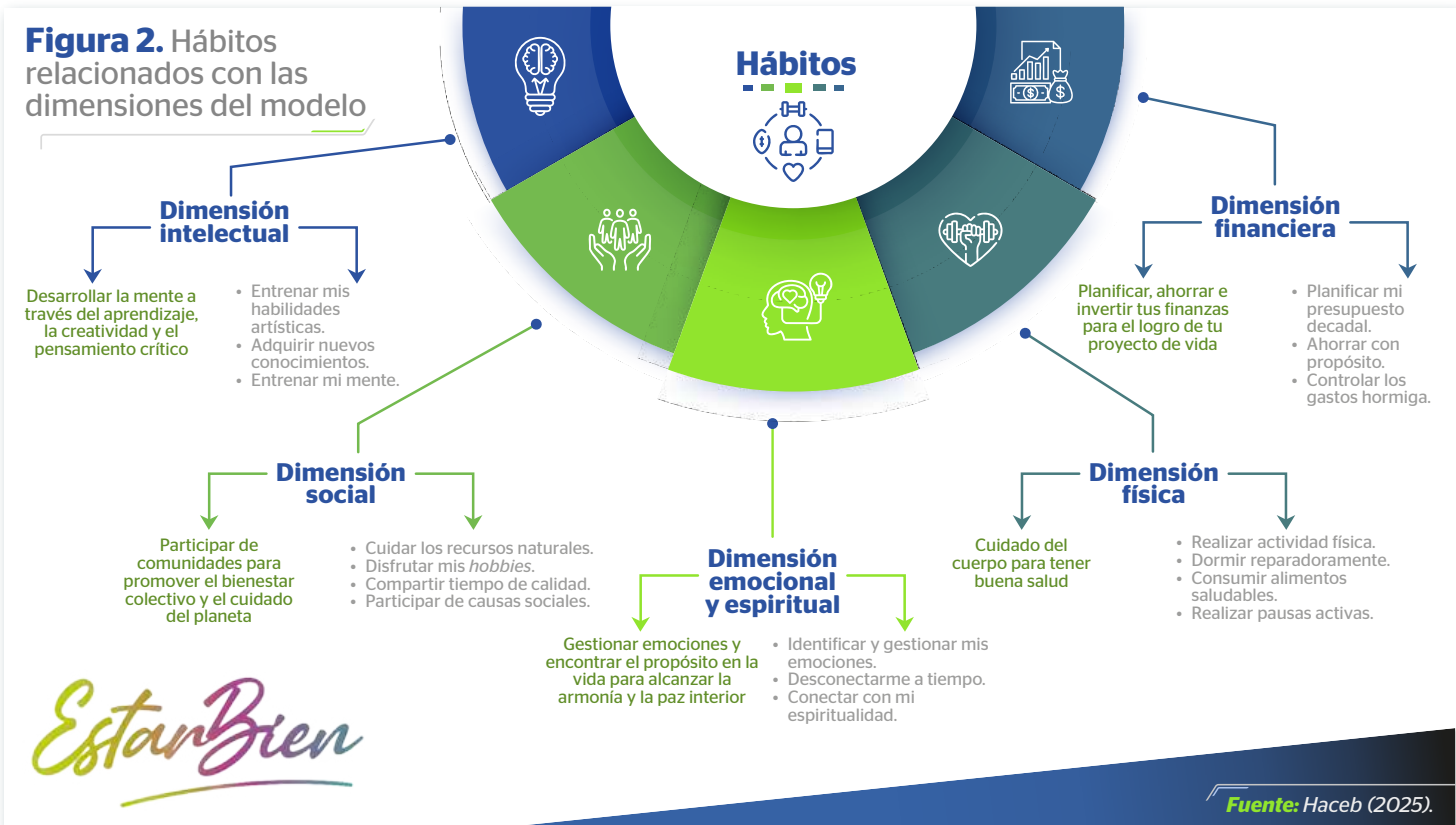 Figura 2. Hábitos
relacionados con las
dimensiones del modelo
Hábitos
Dimensión
intelectual
Desarrollar la mente a
través del aprendizaje,
la creatividad y el
pensamiento crítico
• Entrenar mis
habilidades
artísticas.
• Adquirir nuevos
conocimientos.
• Entrenar mi mente.
Dimensión
financiera
Planificar, ahorrar e
invertir tus finanzas
para el logro de tu
proyecto de vida
• Planificar mi
presupuesto
decadal.
• Ahorrar con
propósito.
• Controlar los
gastos hormiga.
Dimensión
social
Participar de
comunidades para
promover el bienestar
colectivo y el cuidado
del planeta
• Cuidar los recursos naturales.
• Disfrutar mis hobbies.
• Compartir tiempo de calidad.
• Participar de causas sociales.
Dimensión
emocional
y espiritual
Gestionar emociones y
encontrar el propósito en la
vida para alcanzar la
armonía y la paz interior
• Identificar y gestionar mis
emociones.
• Desconectarme a tiempo.
• Conectar con mi
espiritualidad.
Dimensión
física
Cuidado del
cuerpo para tener
buena salud
• Realizar actividad física.
• Dormir reparadoramente.
• Consumir alimentos
saludables.
• Realizar pausas activas.
EstarBien
Fuente: Haceb (2025).